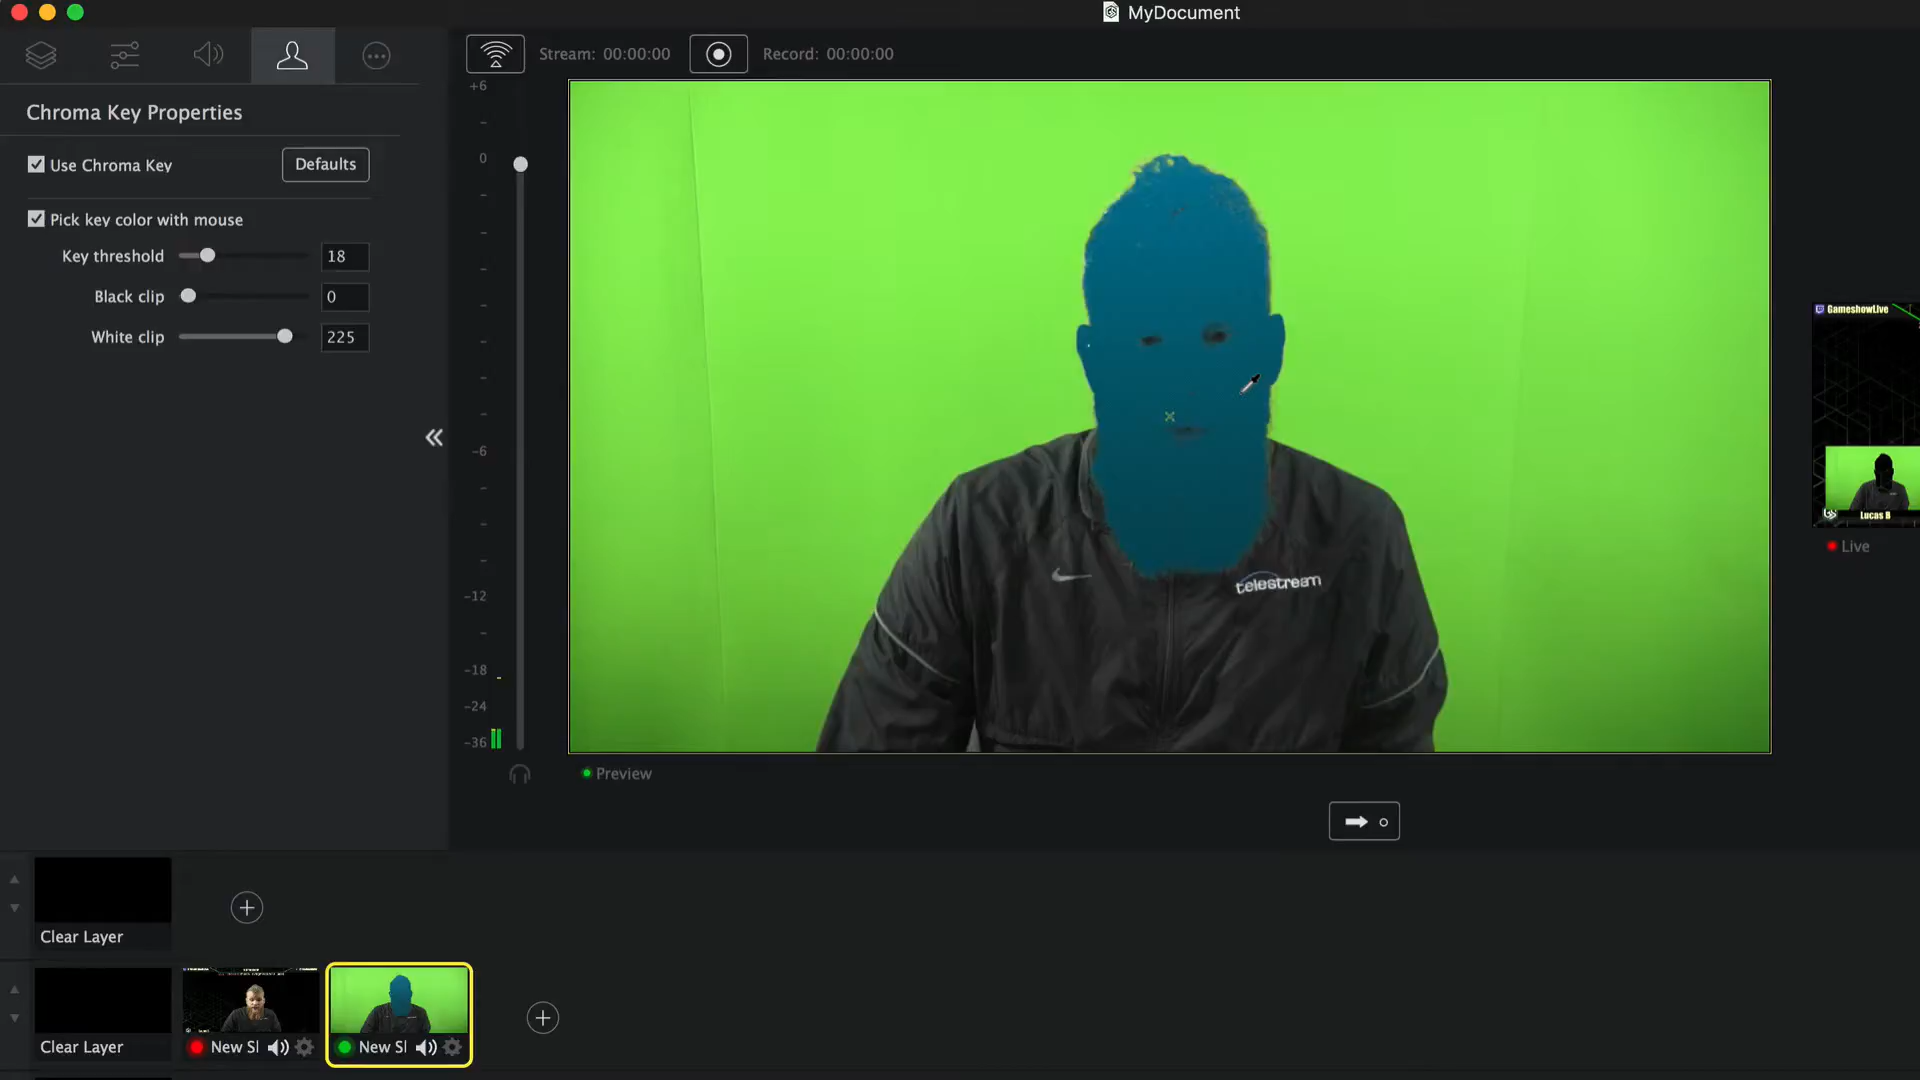 MyDocument
Stream: 00:00:00
Record: 00:00:00
Chroma Key Properties
Use Chroma Key
Defaults
Pick key color with mouse
Key threshold
18
Black clip
0
White clip
225
+6
0
-6
-12
-18
-24
-36
telestream
Preview
GameshowLive
Lucas B
Live
Clear Layer
Clear Layer
New Sl
New Sl